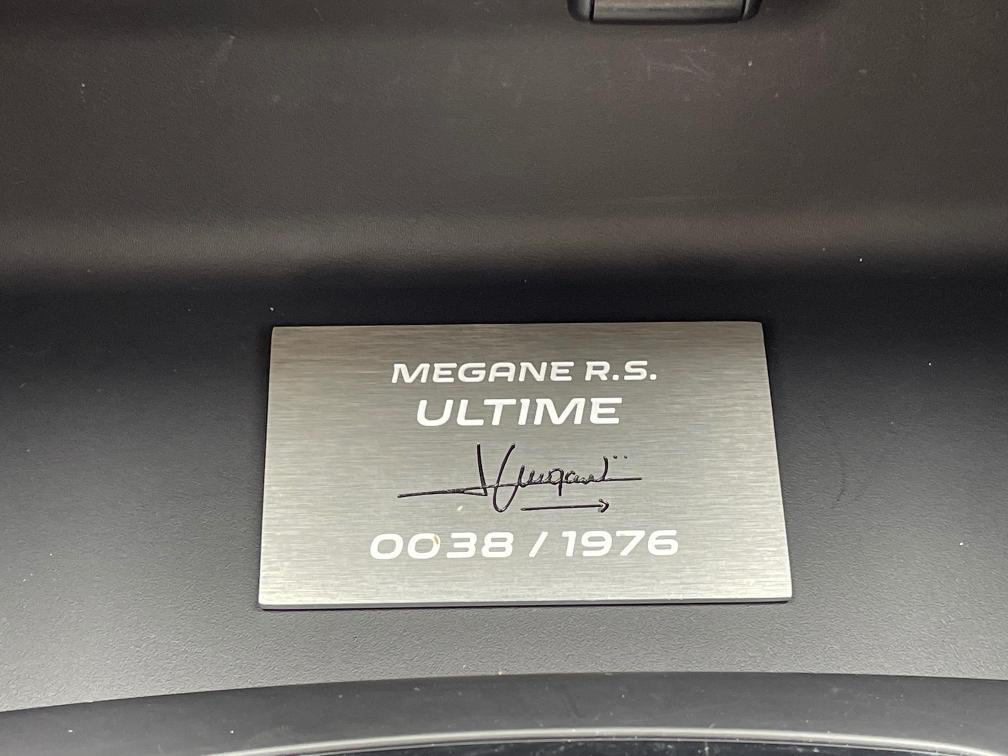 MEGANE R.S.
ULTIME
0038 / 1976